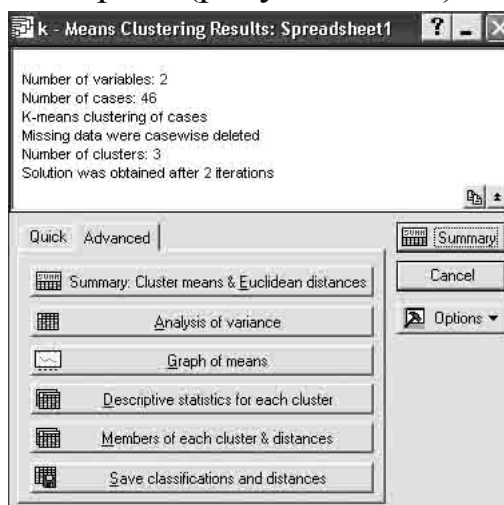 k - Means Clustering Results: Spreadsheet1
Number of variables: 2
Number of cases: 46
K-means clustering of cases
Missing data were casewise deleted
Number of clusters: 3
Solution was obtained after 2 iterations
Quick
Advanced
Summary
Summary: Cluster means & Euclidean distances
Cancel
Analysis of variance
Options
Graph of means
Descriptive statistics for each cluster
Members of each cluster & distances
Save classifications and distances